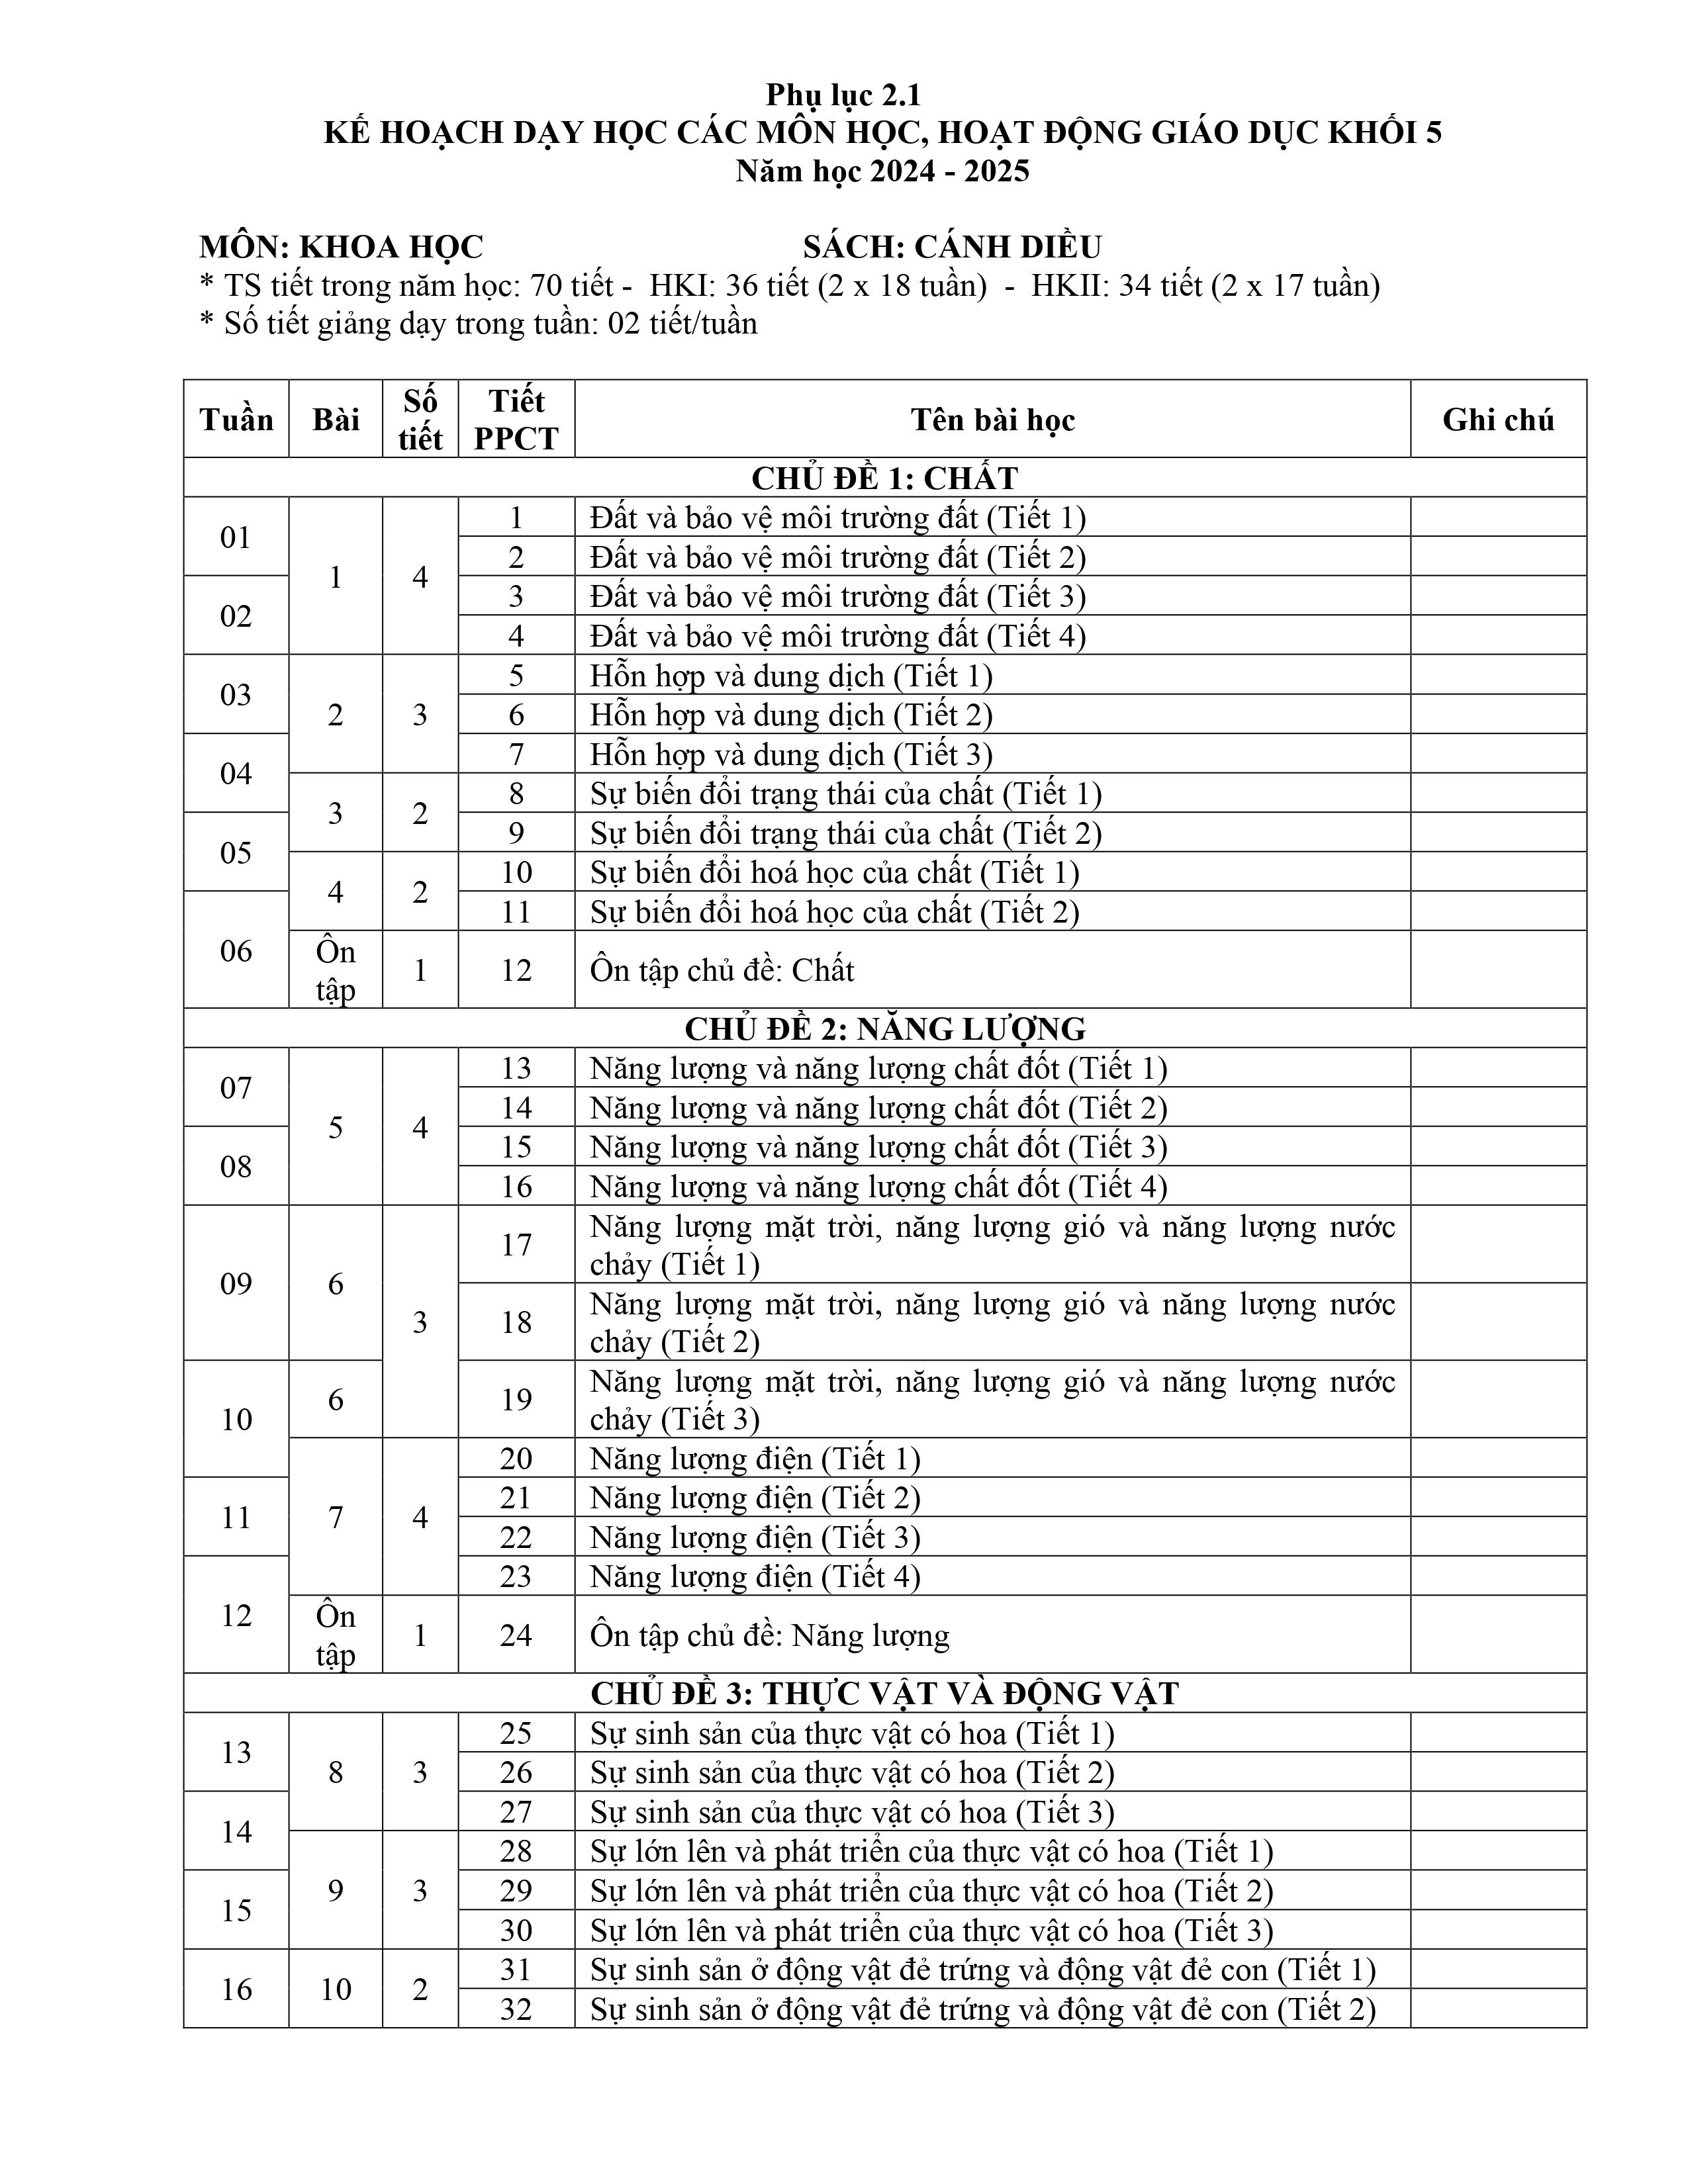 Phụ lục 2.1
KẾ HOẠCH DẠY HỌC CÁC MÔN HỌC, HOẠT ĐỘNG GIÁO DỤC KHỐI 5
Năm học 2024 - 2025
MÔN: KHOA HỌC SÁCH: CÁNH DIỀU
* TS tiết trong năm học: 70 tiết - HKI: 36 tiết (2 x 18 tuần) - HKII: 34 tiết (2 x 17 tuần)
* Số tiết giảng dạy trong tuần: 02 tiết/tuần
Tuần Bài Số tiết Tiết PPCT Tên bài học Ghi chú
CHỦ ĐỀ 1: CHẤT
01 1 4 1 Đất và bảo vệ môi trường đất (Tiết 1)
2 Đất và bảo vệ môi trường đất (Tiết 2)
02 3 Đất và bảo vệ môi trường đất (Tiết 3)
4 Đất và bảo vệ môi trường đất (Tiết 4)
03 2 3 5 Hỗn hợp và dung dịch (Tiết 1)
6 Hỗn hợp và dung dịch (Tiết 2)
04 7 Hỗn hợp và dung dịch (Tiết 3)
3 2 8 Sự biến đổi trạng thái của chất (Tiết 1)
05 9 Sự biến đổi trạng thái của chất (Tiết 2)
4 2 10 Sự biến đổi hoá học của chất (Tiết 1)
06 11 Sự biến đổi hoá học của chất (Tiết 2)
Ôn tập 1 12 Ôn tập chủ đề: Chất
CHỦ ĐỀ 2: NĂNG LƯỢNG
07 5 4 13 Năng lượng và năng lượng chất đốt (Tiết 1)
14 Năng lượng và năng lượng chất đốt (Tiết 2)
08 15 Năng lượng và năng lượng chất đốt (Tiết 3)
16 Năng lượng và năng lượng chất đốt (Tiết 4)
09 6 3 17 Năng lượng mặt trời, năng lượng gió và năng lượng nước
chảy (Tiết 1)
18 Năng lượng mặt trời, năng lượng gió và năng lượng nước
chảy (Tiết 2)
10 6 19 Năng lượng mặt trời, năng lượng gió và năng lượng nước
chảy (Tiết 3)
7 4 20 Năng lượng điện (Tiết 1)
11 21 Năng lượng điện (Tiết 2)
22 Năng lượng điện (Tiết 3)
12 23 Năng lượng điện (Tiết 4)
Ôn tập 1 24 Ôn tập chủ đề: Năng lượng
CHỦ ĐỀ 3: THỰC VẬT VÀ ĐỘNG VẬT
13 8 3 25 Sự sinh sản của thực vật có hoa (Tiết 1)
26 Sự sinh sản của thực vật có hoa (Tiết 2)
14 27 Sự sinh sản của thực vật có hoa (Tiết 3)
9 3 28 Sự lớn lên và phát triển của thực vật có hoa (Tiết 1)
15 29 Sự lớn lên và phát triển của thực vật có hoa (Tiết 2)
30 Sự lớn lên và phát triển của thực vật có hoa (Tiết 3)
16 10 2 31 Sự sinh sản ở động vật đẻ trứng và động vật đẻ con (Tiết 1)
32 Sự sinh sản ở động vật đẻ trứng và động vật đẻ con (Tiết 2)